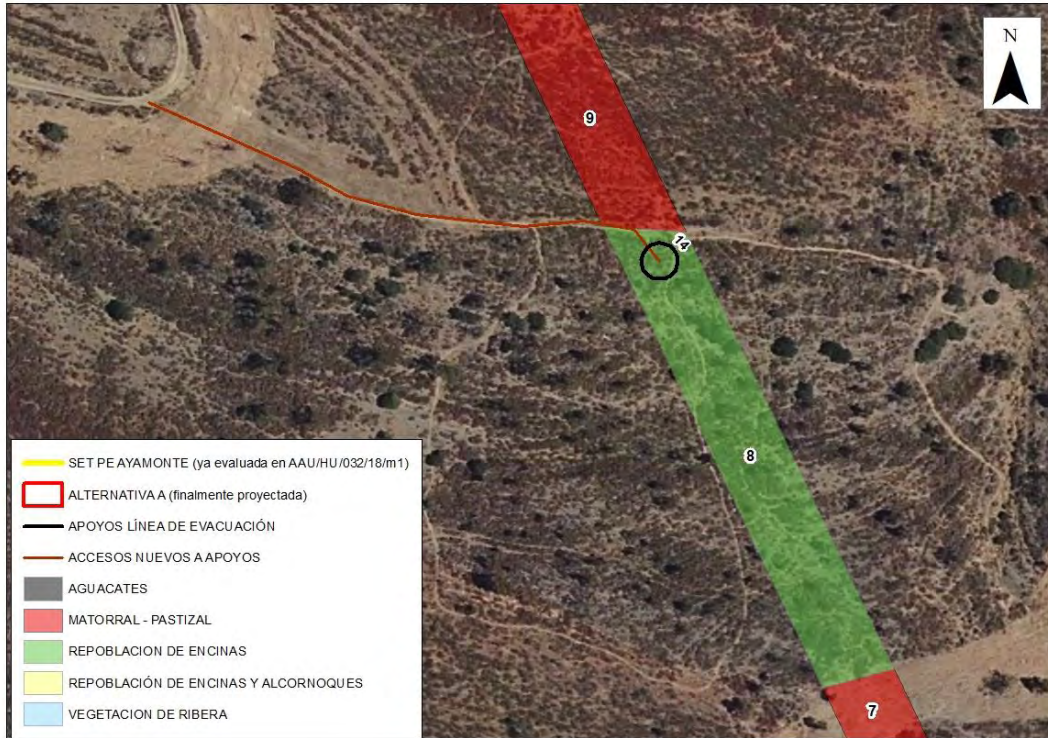 N
9
14
8
7
SET PE AYAMONTE (ya evaluada en AAU/HU/032/18/m1)
ALTERNATIVA A (finalmente proyectada)
APOYOS LÍNEA DE EVACUACIÓN
ACCESOS NUEVOS A APOYOS
AGUACATES
MATORRAL - PASTIZAL
REPOBLACION DE ENCINAS
REPOBLACIÓN DE ENCINAS Y ALCORNOQUES
VEGETACION DE RIBERA